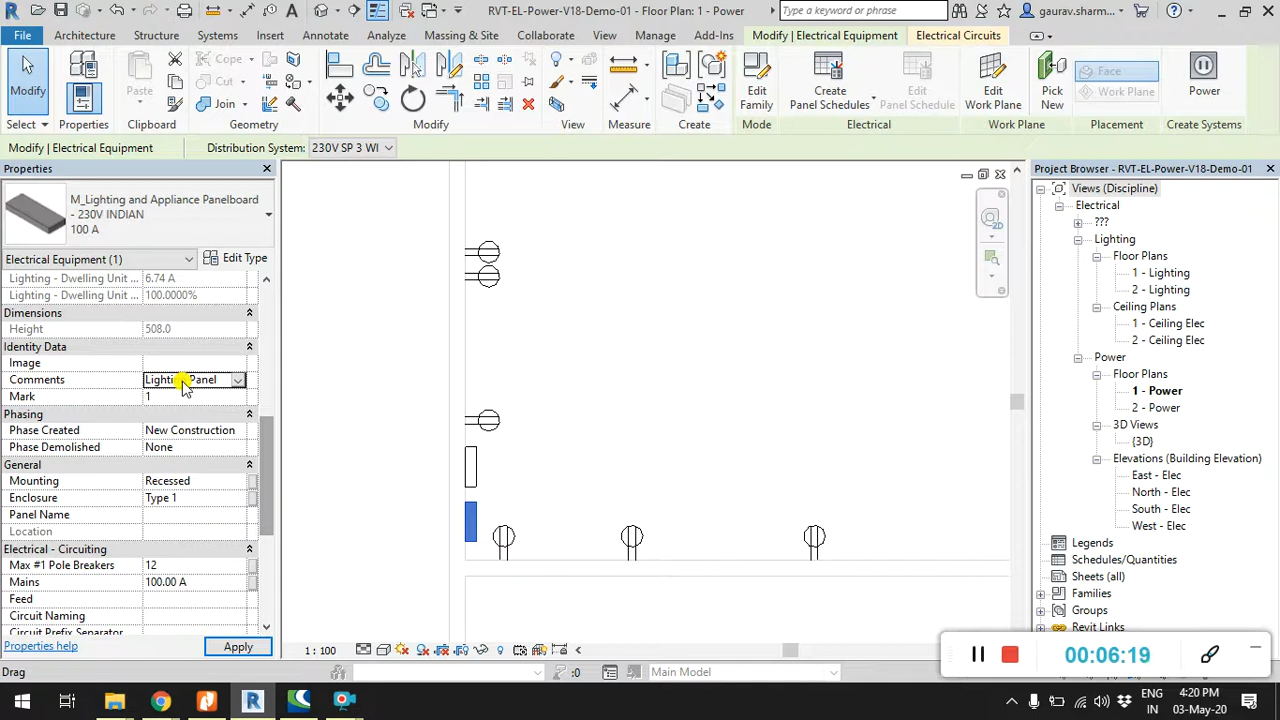 RVT-EL-Power-V18-Demo-01 - Floor Plan: 1 - Power
Type a keyword or phrase
gaurav.sharm...
File Architecture Structure Systems Insert Annotate Analyze Massing & Site Collaborate View Manage Add-Ins Modify | Electrical Equipment Electrical Circuits
Modify Paste Cope Cut Join Edit Family Create Panel Schedules Edit Panel Schedule Edit Work Plane Pick New Face Work Plane Power
Select Properties Clipboard Geometry Modify View Measure Create Mode Electrical Work Plane Placement Create Systems
Modify | Electrical Equipment Distribution System: 230V SP 3 WI
Properties
M_Lighting and Appliance Panelboard
- 230V INDIAN
100 A
Electrical Equipment (1) Edit Type
Lighting - Dwelling Unit ... 6.74 A
Lighting - Dwelling Unit ... 100.0000%
Dimensions
Height 508.0
Identity Data
Image
Comments Lighting Panel
Mark 1
Phasing
Phase Created New Construction
Phase Demolished None
General
Mounting Recessed
Enclosure Type 1
Panel Name
Location
Electrical - Circuiting
Max #1 Pole Breakers 12
Mains 100.00 A
Feed
Circuit Naming
Circuit Prefix Separator
Properties help Apply
2D
1 : 100
Project Browser - RVT-EL-Power-V18-Demo-01
Views (Discipline)
Electrical
???
Lighting
Floor Plans
1 - Lighting
2 - Lighting
Ceiling Plans
1 - Ceiling Elec
2 - Ceiling Elec
Power
Floor Plans
1 - Power
2 - Power
3D Views
{3D}
Elevations (Building Elevation)
East - Elec
North - Elec
South - Elec
West - Elec
Legends
Schedules/Quantities
Sheets (all)
Families
Groups
Revit Links
00:06:19
Drag :0 Main Model
ENG
IN
4:20 PM
03-May-20